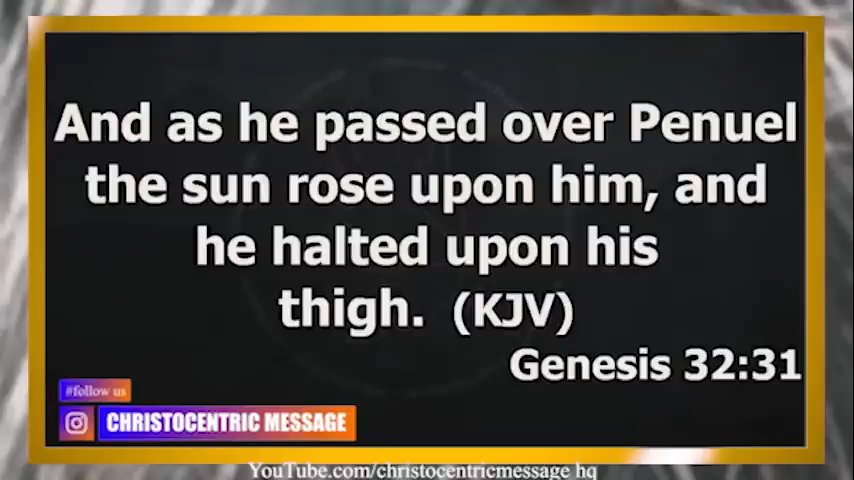 And as he passed over Penuel
the sun rose upon him, and
he halted upon his
thigh. (KJV)
Genesis 32:31
#follow us
CHRISTOCENTRIC MESSAGE
YouTube.com/christocentricmessage hq